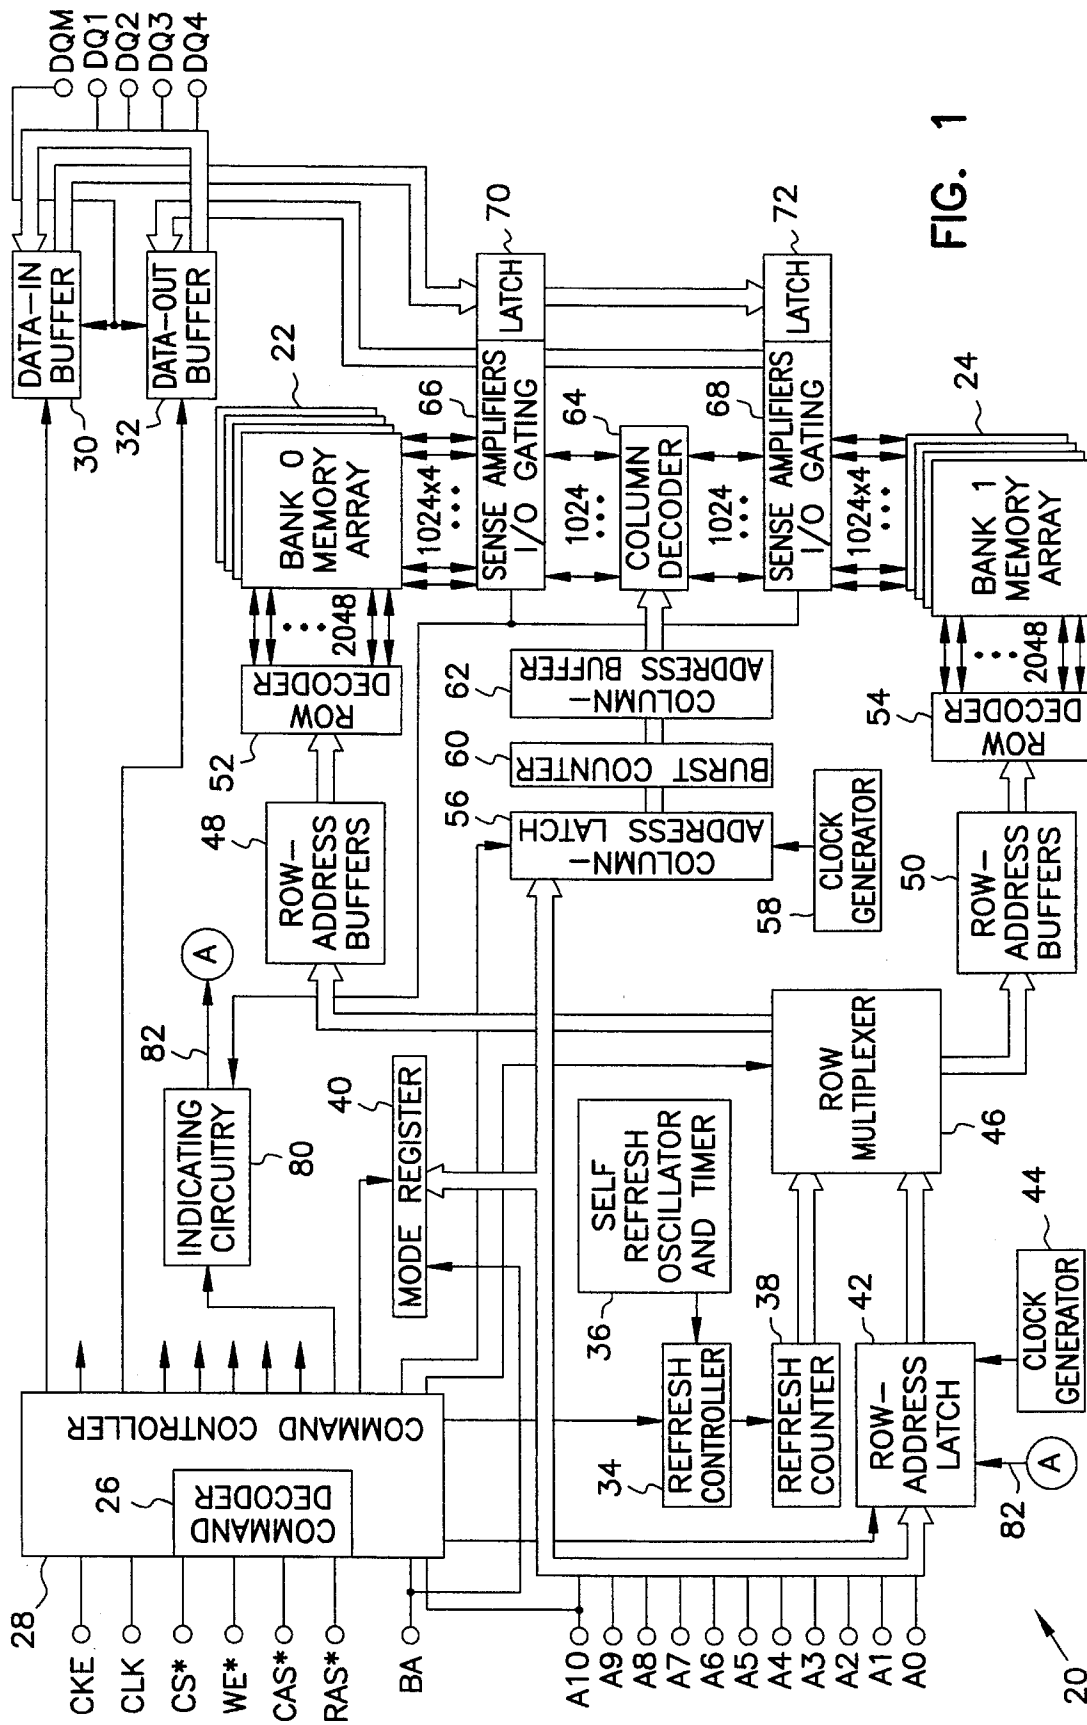 DQM
DQ1
DQ2
DQ3
DQ4
DATA-IN
BUFFER
30
DATA-OUT
BUFFER
32
22
BANK 0
MEMORY
ARRAY
2048
ROW
DECODER
52
1024x4
66
SENSE AMPLIFIERS
I/O GATING
LATCH
70
1024
64
COLUMN
DECODER
1024
68
SENSE AMPLIFIERS
I/O GATING
LATCH
72
1024x4
24
BANK 1
MEMORY
ARRAY
2048
ROW
DECODER
54
FIG. 1
COLUMN-
ADDRESS BUFFER
62
BURST COUNTER
60
COLUMN-
ADDRESS LATCH
56
CLOCK
GENERATOR
58
48
ROW-
ADDRESS
BUFFERS
50
ROW-
ADDRESS
BUFFERS
A
82
INDICATING
CIRCUITRY
80
MODE REGISTER
40
ROW
MULTIPLEXER
46
SELF
REFRESH
OSCILLATOR
AND TIMER
36
REFRESH
CONTROLLER
34
REFRESH
COUNTER
38
ROW-
ADDRESS
LATCH
42
CLOCK
GENERATOR
44
A
82
COMMAND CONTROLLER
28
COMMAND
DECODER
26
CKE
CLK
CS*
WE*
CAS*
RAS*
BA
A10
A9
A8
A7
A6
A5
A4
A3
A2
A1
A0
20